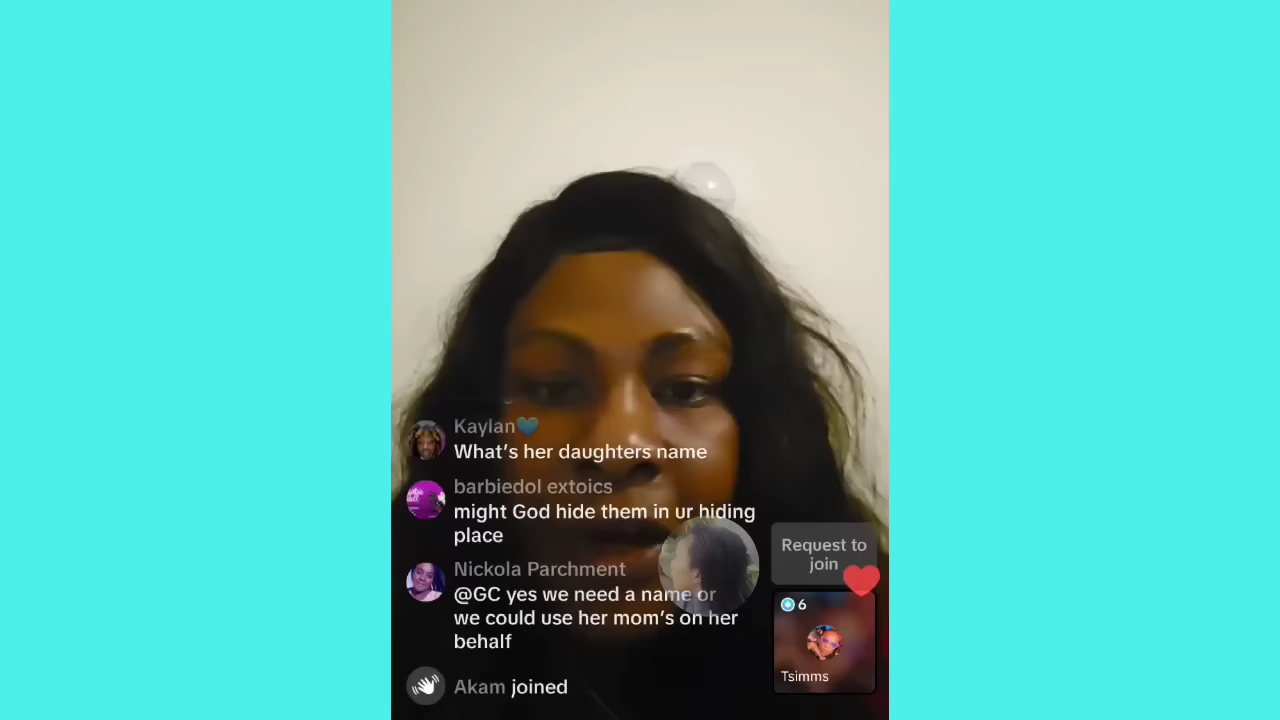 Kaylan💙
What's her daughters name
barbiedol extoics
might God hide them in ur hiding
place
Nickola Parchment
@GC yes we need a name or
we could use her mom's on her
behalf
Akam joined
Request to
join
6
Tsimms